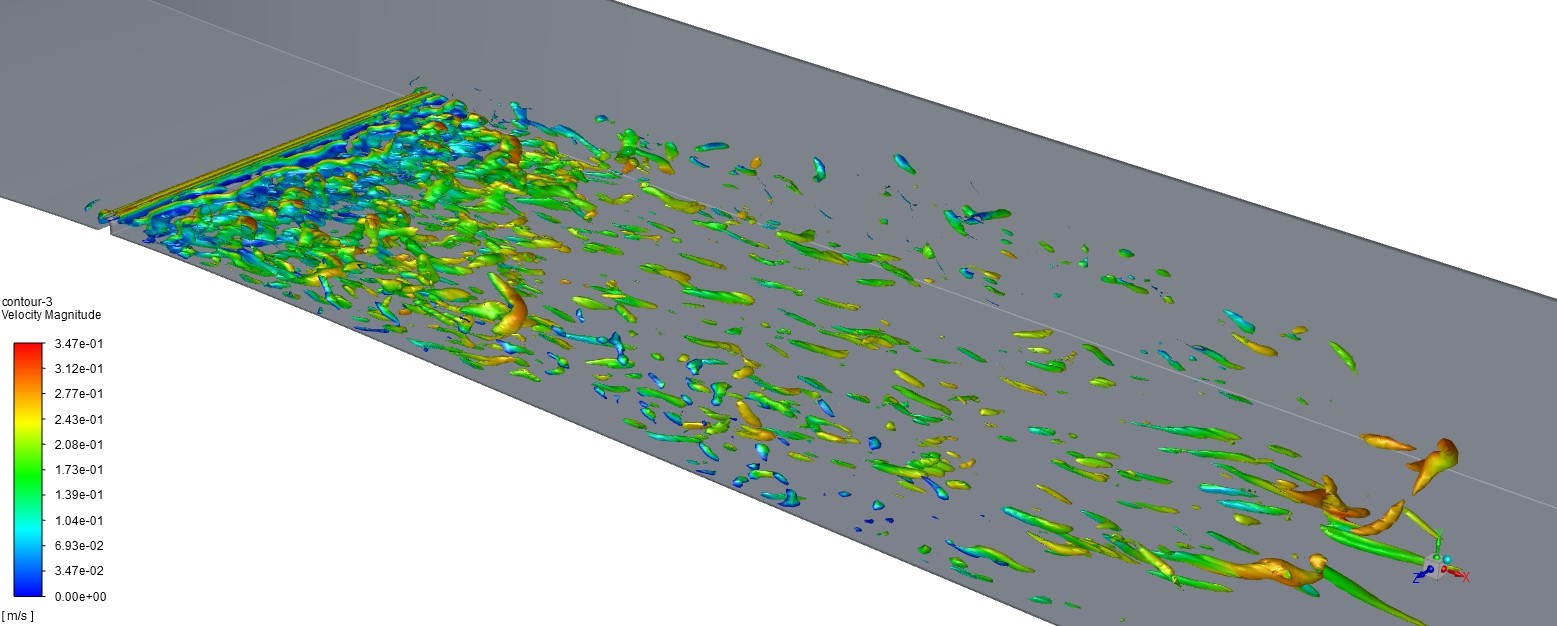 contour-3
Velocity Magnitude
3.47e-01
3.12e-01
2.77e-01
2.43e-01
2.08e-01
1.73e-01
1.39e-01
1.04e-01
6.93e-02
3.47e-02
0.00e+00
[ m/s ]
Y
Z
X